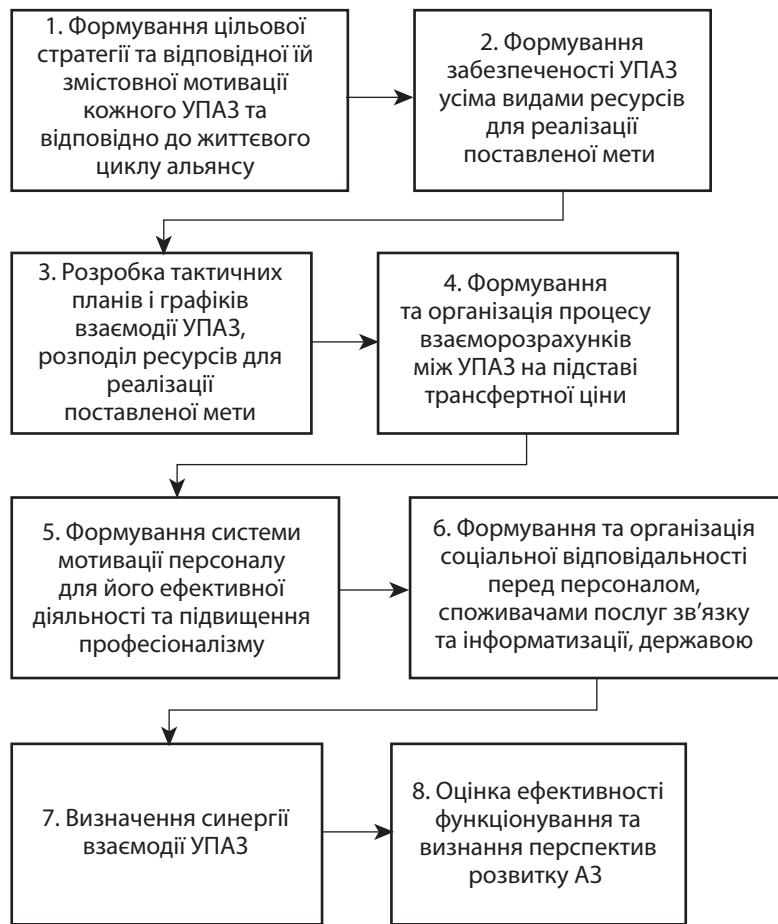 1. Формування цільової
стратегії та відповідної їй
змістовної мотивації
кожного УПАЗ та
відповідно до життєвого
циклу альянсу
2. Формування
забезпеченості УПАЗ
усіма видами ресурсів
для реалізації
поставленої мети
3. Розробка тактичних
планів і графіків
взаємодії УПАЗ,
розподіл ресурсів для
реалізації
поставленої мети
4. Формування
та організація процесу
взаєморозрахунків
між УПАЗ на підставі
трансфертної ціни
5. Формування системи
мотивації персоналу
для його ефективної
діяльності та підвищення
професіоналізму
6. Формування та організація
соціальної відповідальності
перед персоналом,
споживачами послуг зв’язку
та інформатизації, державою
7. Визначення синергії
взаємодії УПАЗ
8. Оцінка ефективності
функціонування та
визнання перспектив
розвитку АЗ